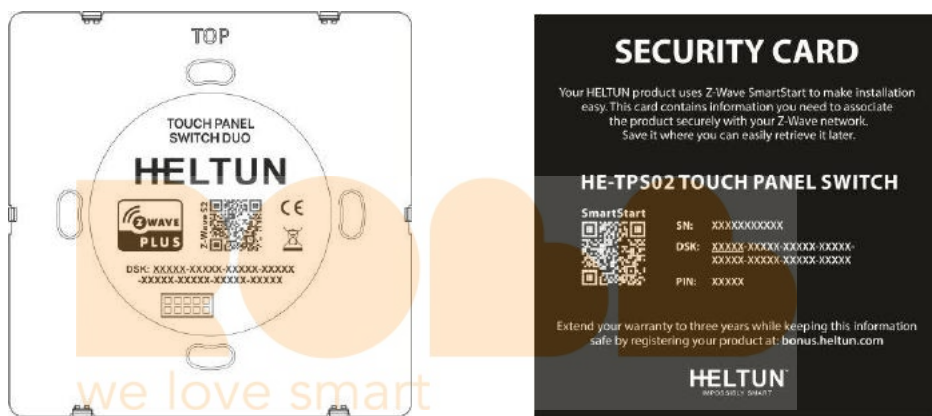 TOP
TOUCH PANEL
SWITCH DUO
HELTUN
Z-WAVE
PLUS
Z-Wave S2
CE
DSK: XXXXX-XXXXX-XXXXX-XXXXX
-XXXXX-XXXXX-XXXXX-XXXXX
SECURITY CARD
Your HELTUN product uses Z-Wave SmartStart to make installation
easy. This card contains information you need to associate
the product securely with your Z-Wave network.
Save it where you can easily retrieve it later.
HE-TPS02 TOUCH PANEL SWITCH
SmartStart
SN: XXXXXXXXXXX
DSK: XXXXX-XXXXX-XXXXX-XXXXX-
XXXXX-XXXXX-XXXXX-XXXXX
PIN: XXXXX
Extend your warranty to three years while keeping this information
safe by registering your product at: bonus.heltun.com
HELTUN
IMPOSSIBLY SMART
robb
we love smart